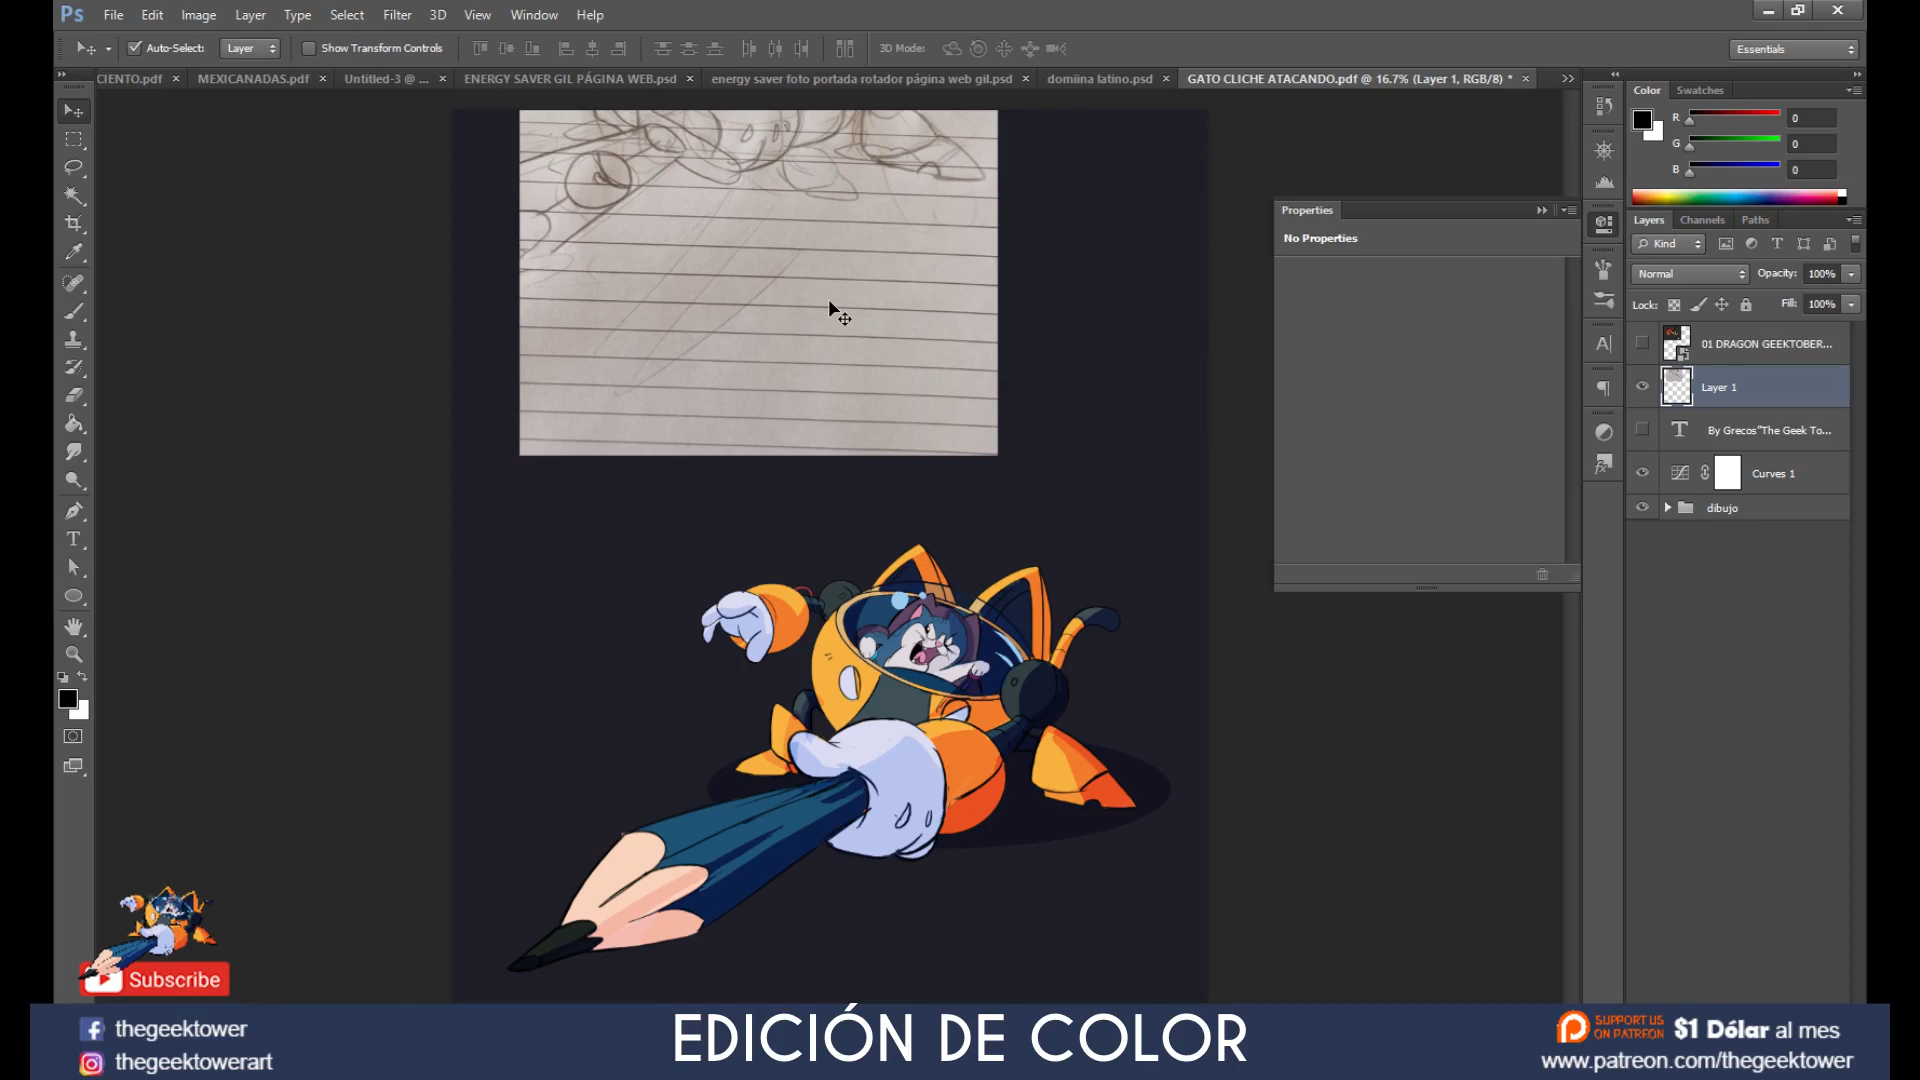 Ps File Edit Image Layer Type Select Filter 3D View Window Help
Auto-Select: Layer Show Transform Controls 3D Mode: Essentials
CIENTO.pdf × MEXICANADAS.pdf × Untitled-3 @ ... × ENERGY SAVER GIL PÁGINA WEB.psd × energy saver foto portada rotador página web gil.psd × domiina latino.psd × GATO CLICHE ATACANDO.pdf @ 16.7% (Layer 1, RGB/8) * ×
Color Swatches
R 0
G 0
B 0
Properties
No Properties
Layers Channels Paths
Kind
Normal Opacity: 100%
Lock: Fill: 100%
01 DRAGON GEEKTOBER...
Layer 1
By Grecos"The Geek To...
Curves 1
dibujo
Subscribe
thegeektower
thegeektowerart
EDICIÓN DE COLOR
SUPPORT US
ON PATREON
$1 Dólar al mes
www.patreon.com/thegeektower